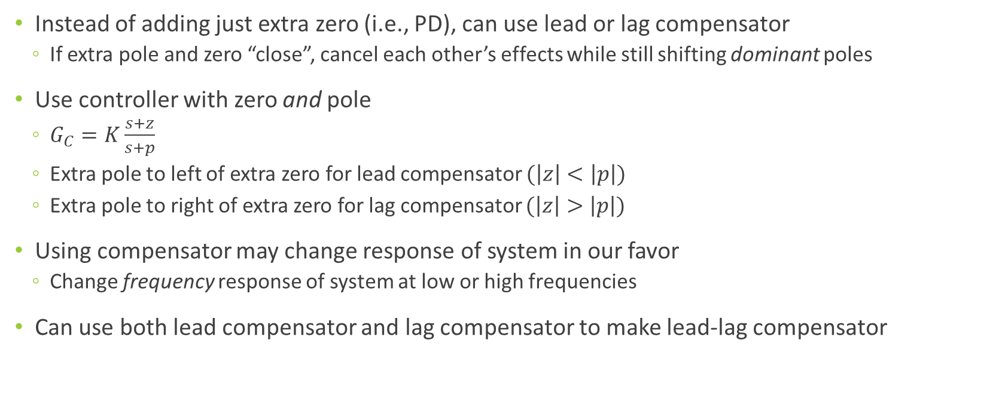 • Instead of adding just extra zero (i.e., PD), can use lead or lag compensator
◦ If extra pole and zero “close”, cancel each other’s effects while still shifting dominant poles
• Use controller with zero and pole
◦ G_C = K \frac{s+z}{s+p}
◦ Extra pole to left of extra zero for lead compensator (|z| < |p|)
◦ Extra pole to right of extra zero for lag compensator (|z| > |p|)
• Using compensator may change response of system in our favor
◦ Change frequency response of system at low or high frequencies
• Can use both lead compensator and lag compensator to make lead-lag compensator